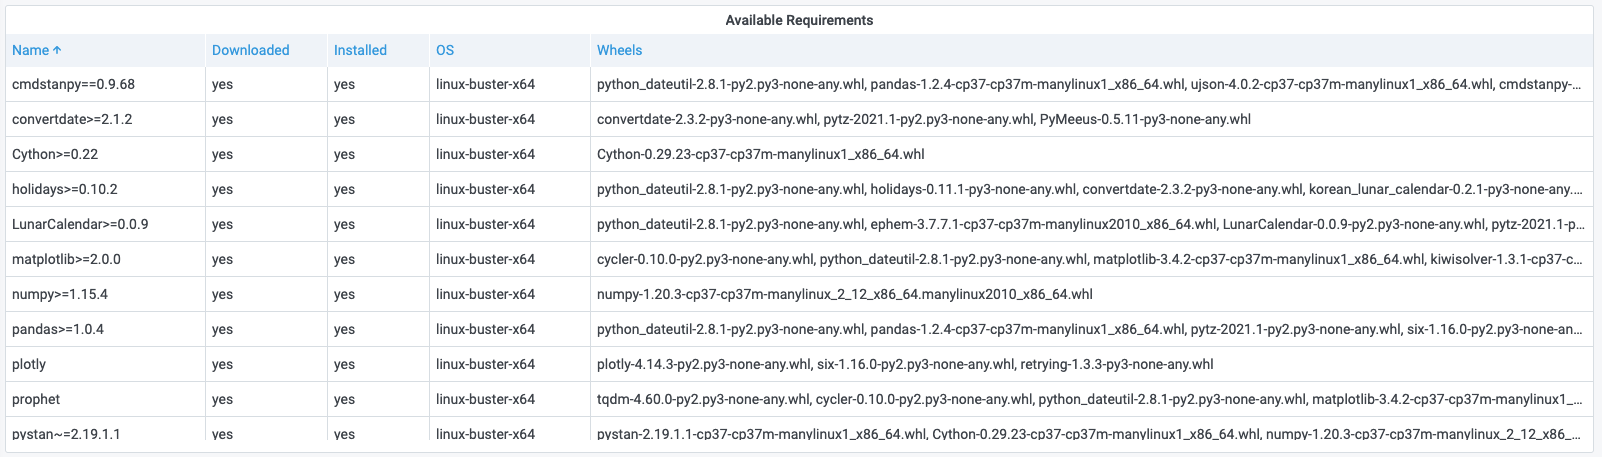 Available Requirements
Name ↑ Downloaded Installed OS Wheels
cmdstanpy==0.9.68 yes yes linux-buster-x64 python_dateutil-2.8.1-py2.py3-none-any.whl, pandas-1.2.4-cp37-cp37m-manylinux1_x86_64.whl, ujson-4.0.2-cp37-cp37m-manylinux1_x86_64.whl, cmdstanpy-…
convertdate>=2.1.2 yes yes linux-buster-x64 convertdate-2.3.2-py3-none-any.whl, pytz-2021.1-py2.py3-none-any.whl, PyMeeus-0.5.11-py3-none-any.whl
Cython>=0.22 yes yes linux-buster-x64 Cython-0.29.23-cp37-cp37m-manylinux1_x86_64.whl
holidays>=0.10.2 yes yes linux-buster-x64 python_dateutil-2.8.1-py2.py3-none-any.whl, holidays-0.11.1-py3-none-any.whl, convertdate-2.3.2-py3-none-any.whl, korean_lunar_calendar-0.2.1-py3-none-any.…
LunarCalendar>=0.0.9 yes yes linux-buster-x64 python_dateutil-2.8.1-py2.py3-none-any.whl, ephem-3.7.7.1-cp37-cp37m-manylinux2010_x86_64.whl, LunarCalendar-0.0.9-py2.py3-none-any.whl, pytz-2021.1-p…
matplotlib>=2.0.0 yes yes linux-buster-x64 cycler-0.10.0-py2.py3-none-any.whl, python_dateutil-2.8.1-py2.py3-none-any.whl, matplotlib-3.4.2-cp37-cp37m-manylinux1_x86_64.whl, kiwisolver-1.3.1-cp37-c…
numpy>=1.15.4 yes yes linux-buster-x64 numpy-1.20.3-cp37-cp37m-manylinux_2_12_x86_64.manylinux2010_x86_64.whl
pandas>=1.0.4 yes yes linux-buster-x64 python_dateutil-2.8.1-py2.py3-none-any.whl, pandas-1.2.4-cp37-cp37m-manylinux1_x86_64.whl, pytz-2021.1-py2.py3-none-any.whl, six-1.16.0-py2.py3-none-an…
plotly yes yes linux-buster-x64 plotly-4.14.3-py2.py3-none-any.whl, six-1.16.0-py2.py3-none-any.whl, retrying-1.3.3-py3-none-any.whl
prophet yes yes linux-buster-x64 tqdm-4.60.0-py2.py3-none-any.whl, cycler-0.10.0-py2.py3-none-any.whl, python_dateutil-2.8.1-py2.py3-none-any.whl, matplotlib-3.4.2-cp37-cp37m-manylinux1_…
pystan~=2.19.1.1 yes yes linux-buster-x64 pystan-2.19.1.1-cp37-cp37m-manylinux1_x86_64.whl, Cython-0.29.23-cp37-cp37m-manylinux1_x86_64.whl, numpy-1.20.3-cp37-cp37m-manylinux_2_12_x86_…